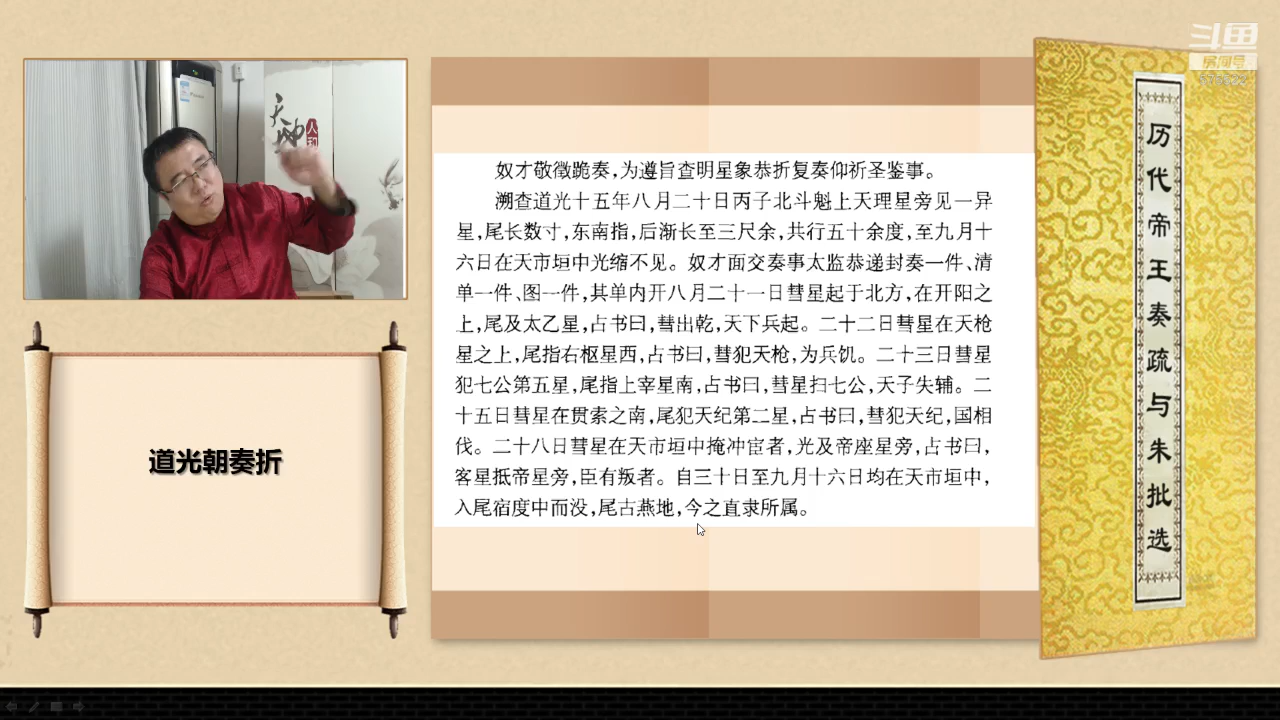 斗鱼
房间号
天
人和
道光朝奏折
奴才敬徵跪奏,为遵旨查明星象恭折复奏仰祈圣鉴事。
溯查道光十五年八月二十日丙子北斗魁上天理星旁见一异
星,尾长数寸,东南指,后渐长至三尺余,共行五十余度,至九月十
六日在天市垣中光缩不见。奴才面交奏事太监恭递封奏一件、清
单一件、图一件,其单内开八月二十一日彗星起于北方,在开阳之
上,尾及太乙星,占书曰,彗出乾,天下兵起。二十二日彗星在天枪
星之上,尾指右枢星西,占书曰,彗犯天枪,为兵饥。二十三日彗星
犯七公第五星,尾指上宰星南,占书曰,彗星扫七公,天子失辅。二
十五日彗星在贯索之南,尾犯天纪第二星,占书曰,彗犯天纪,国相
伐。二十八日彗星在天市垣中掩冲宦者,光及帝座星旁,占书曰,
客星抵帝星旁,臣有叛者。自三十日至九月十六日均在天市垣中,
入尾宿度中而没,尾古燕地,今之直隶所属。
历代帝王奏疏与朱批选